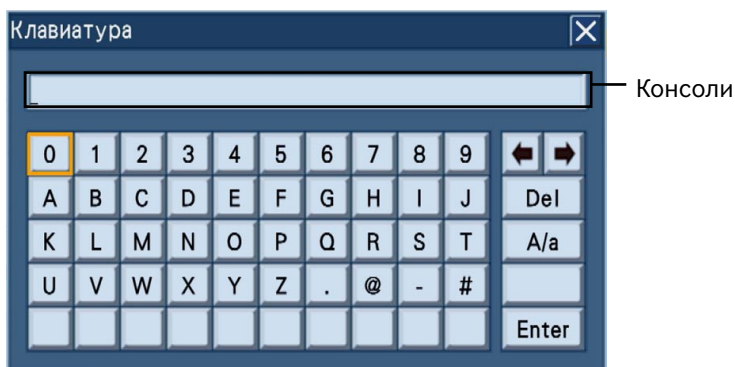 Клавиатура
_
Консоли
0 1 2 3 4 5 6 7 8 9
A B C D E F G H I J Del
K L M N O P Q R S T A/a
U V W X Y Z . @ - #
Enter